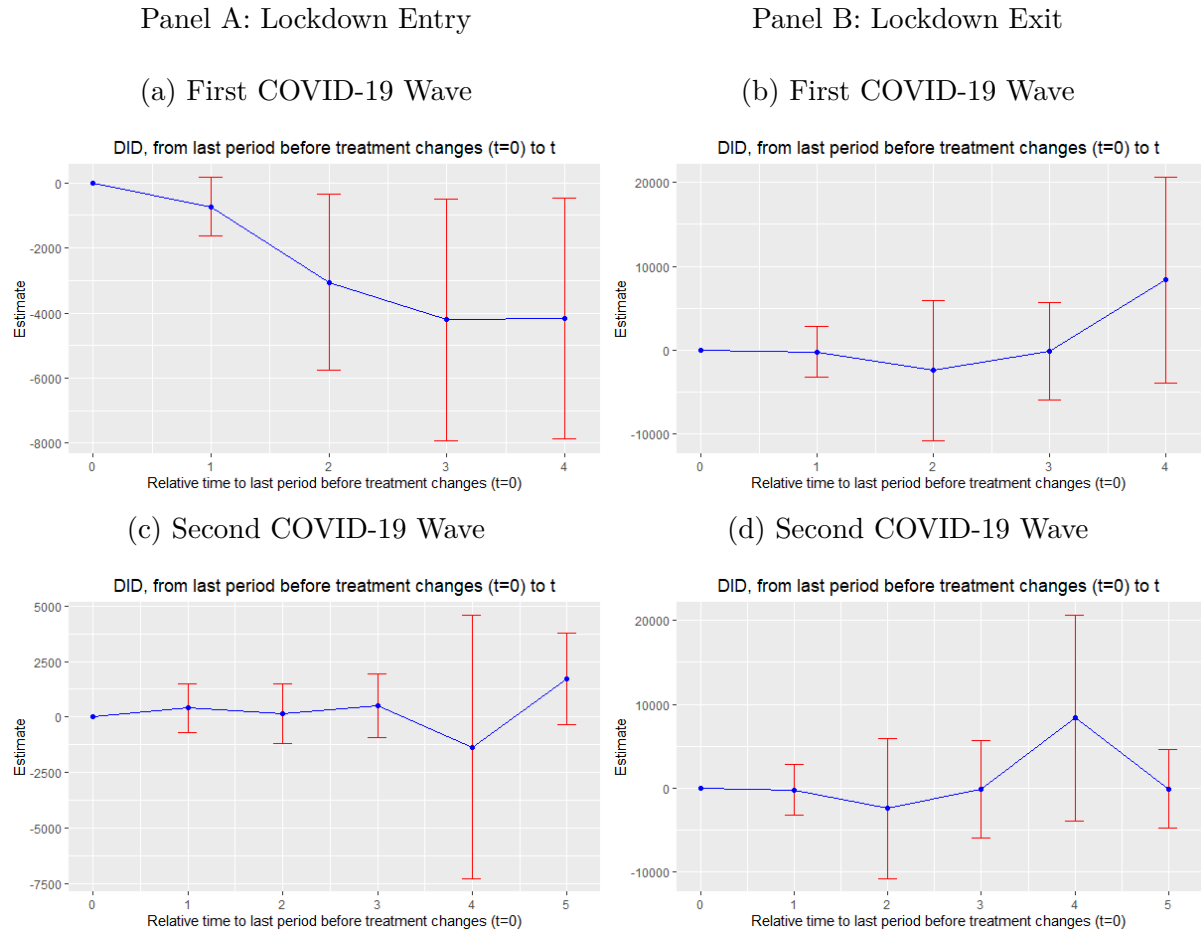 Panel A: Lockdown Entry
Panel B: Lockdown Exit
(a) First COVID-19 Wave
(b) First COVID-19 Wave
DID, from last period before treatment changes (t=0) to t
0
-2000
-4000
-6000
-8000
Estimate
0 1 2 3 4
Relative time to last period before treatment changes (t=0)
DID, from last period before treatment changes (t=0) to t
20000
10000
0
-10000
Estimate
0 1 2 3 4
Relative time to last period before treatment changes (t=0)
(c) Second COVID-19 Wave
(d) Second COVID-19 Wave
DID, from last period before treatment changes (t=0) to t
5000
2500
0
-2500
-5000
-7500
Estimate
0 1 2 3 4 5
Relative time to last period before treatment changes (t=0)
DID, from last period before treatment changes (t=0) to t
20000
10000
0
-10000
Estimate
0 1 2 3 4 5
Relative time to last period before treatment changes (t=0)